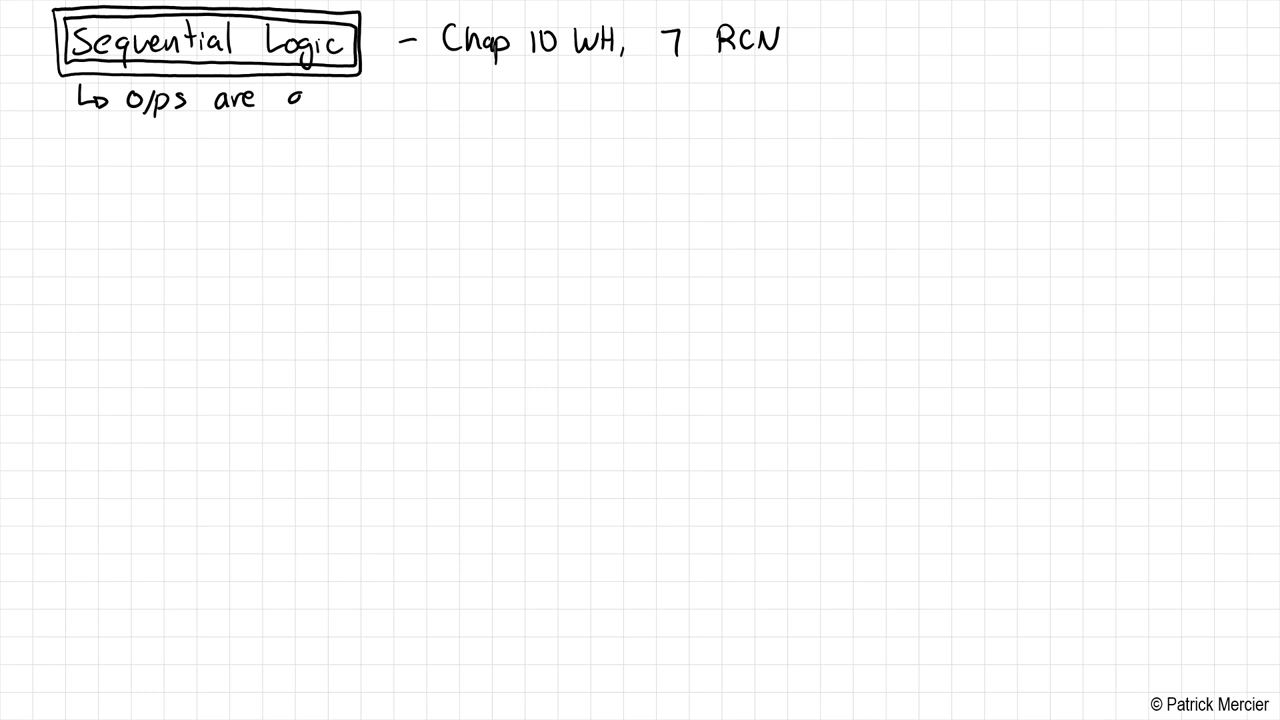 Sequential Logic - Chap 10 WH, 7 RCN
↳ o/ps are
© Patrick Mercier